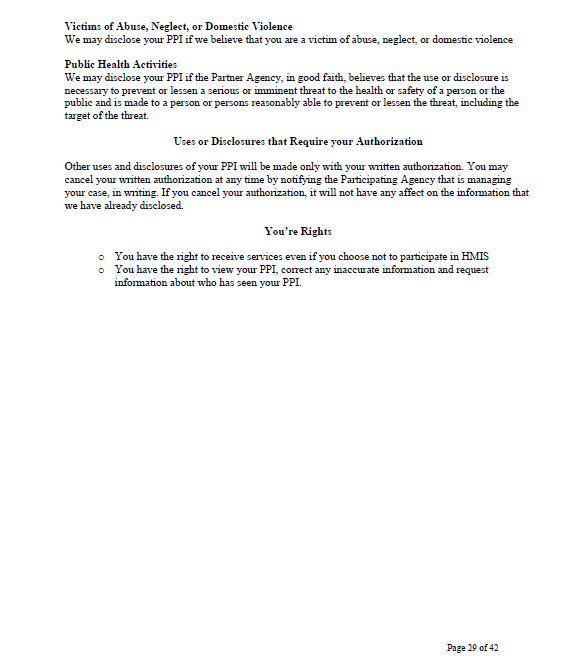 Victims of Abuse, Neglect, or Domestic Violence
We may disclose your PPI if we believe that you are a victim of abuse, neglect, or domestic violence
Public Health Activities
We may disclose your PPI if the Partner Agency, in good faith, believes that the use or disclosure is
necessary to prevent or lessen a serious or imminent threat to the health or safety of a person or the
public and is made to a person or persons reasonably able to prevent or lessen the threat, including the
target of the threat.
Uses or Disclosures that Require your Authorization
Other uses and disclosures of your PPI will be made only with your written authorization. You may
cancel your written authorization at any time by notifying the Participating Agency that is managing
your case, in writing. If you cancel your authorization, it will not have any affect on the information that
we have already disclosed.
You're Rights
o You have the right to receive services even if you choose not to participate in HMIS
o You have the right to view your PPI, correct any inaccurate information and request
information about who has seen your PPI.
Page 29 of 42